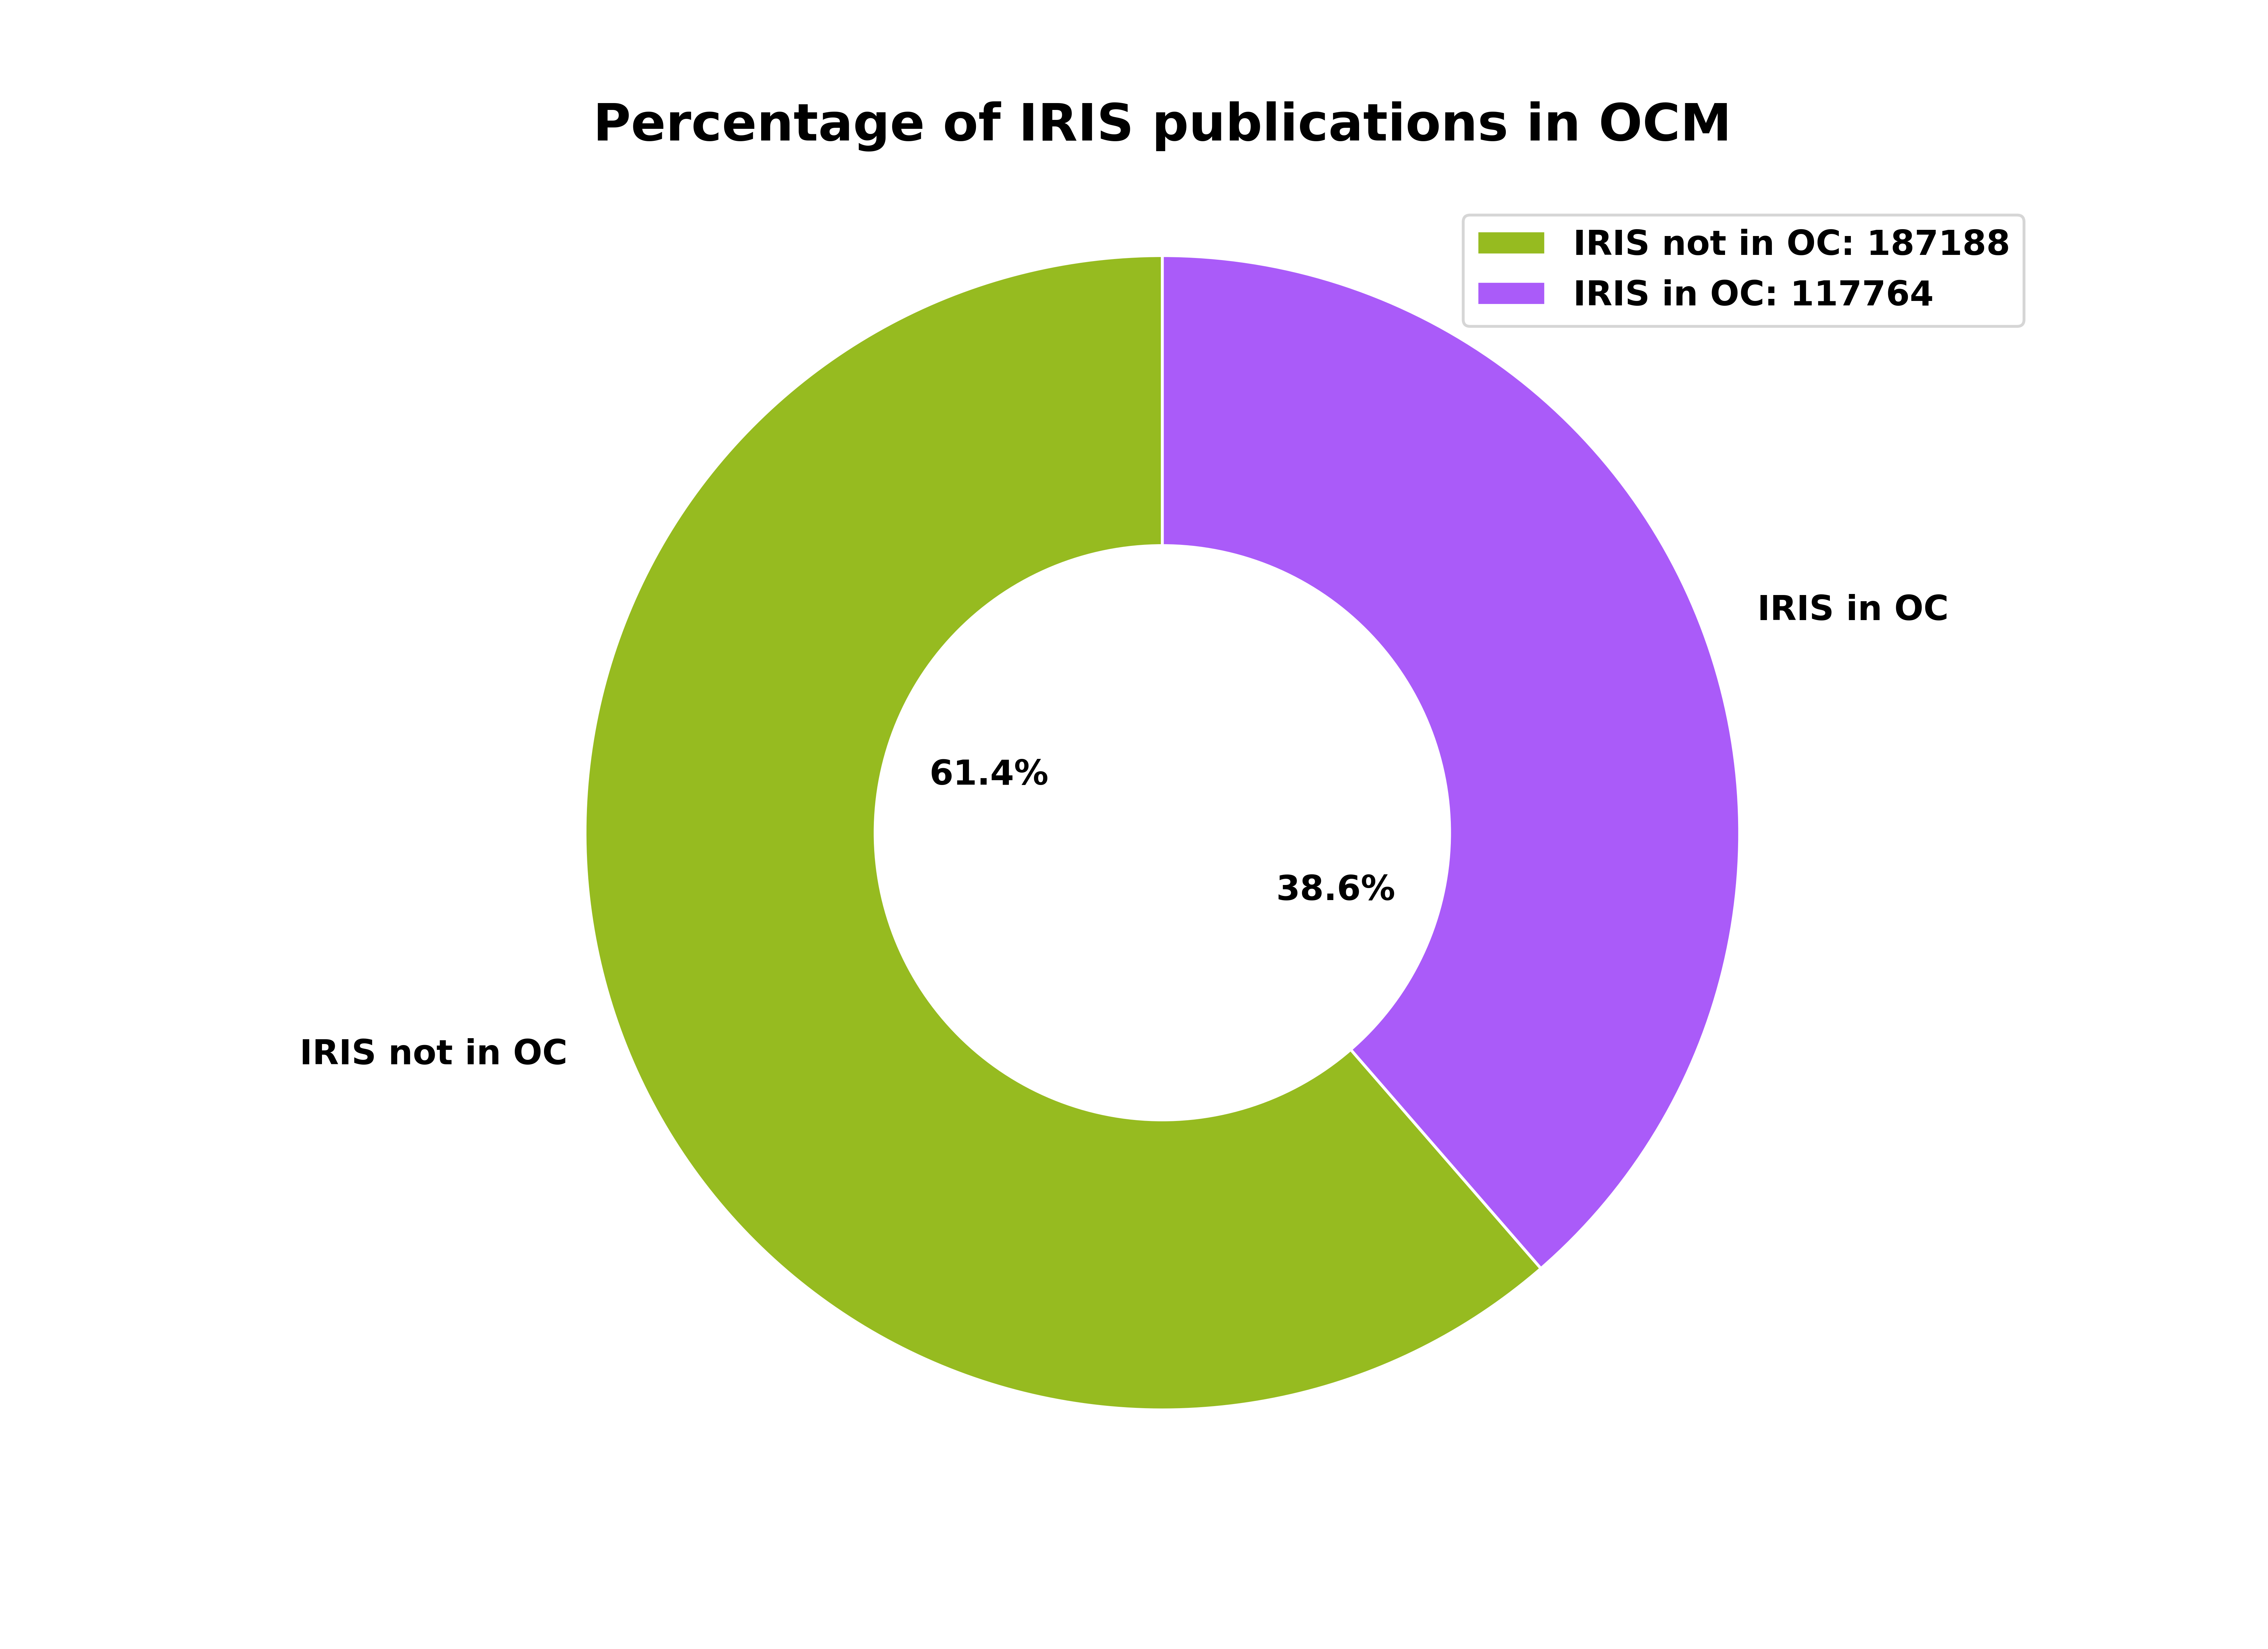 Percentage of IRIS publications in OCM
IRIS not in OC: 187188
IRIS in OC: 117764
IRIS in OC
61.4%
38.6%
IRIS not in OC